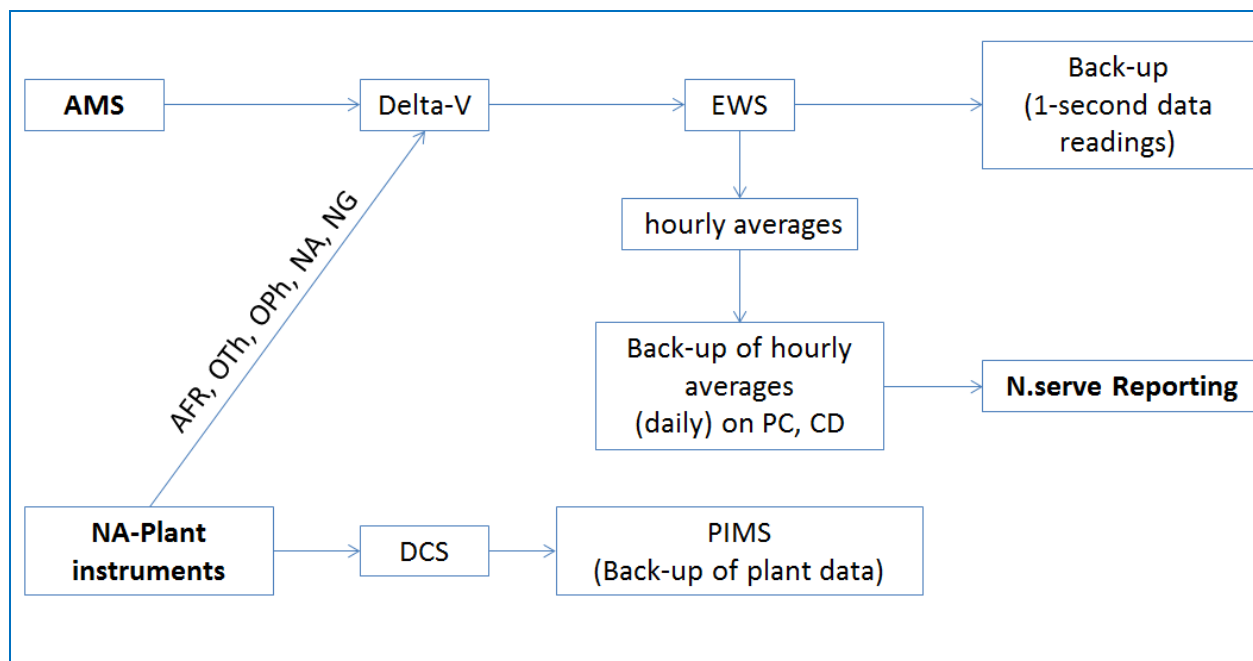 AMS
Delta-V
EWS
Back-up
(1-second data
readings)
hourly averages
AFR, OTh, OPh, NA, NG
Back-up of hourly
averages
(daily) on PC, CD
N.serve Reporting
NA-Plant
instruments
DCS
PIMS
(Back-up of plant data)